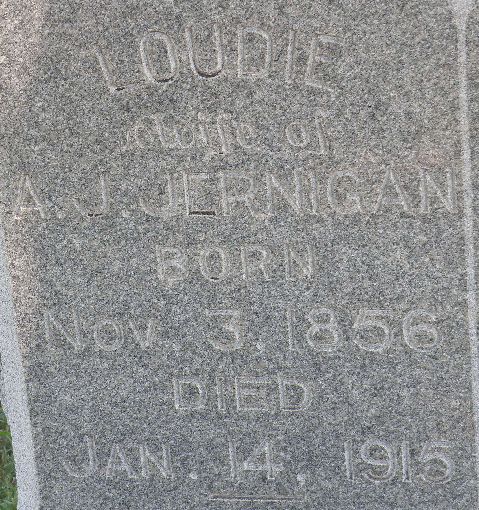 LOUDIE
wife of
A. J. JERNIGAN
BORN
Nov. 3. 1856
DIED
JAN. 14, 1915